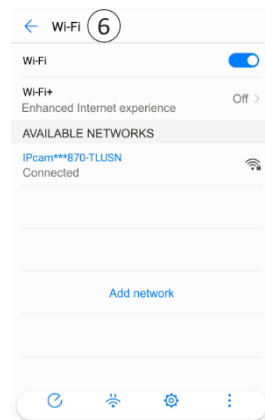 Wi-Fi 6
Wi-Fi
Wi-Fi+
Enhanced Internet experience
Off
AVAILABLE NETWORKS
IPcam***870-TLUSN
Connected
Add network